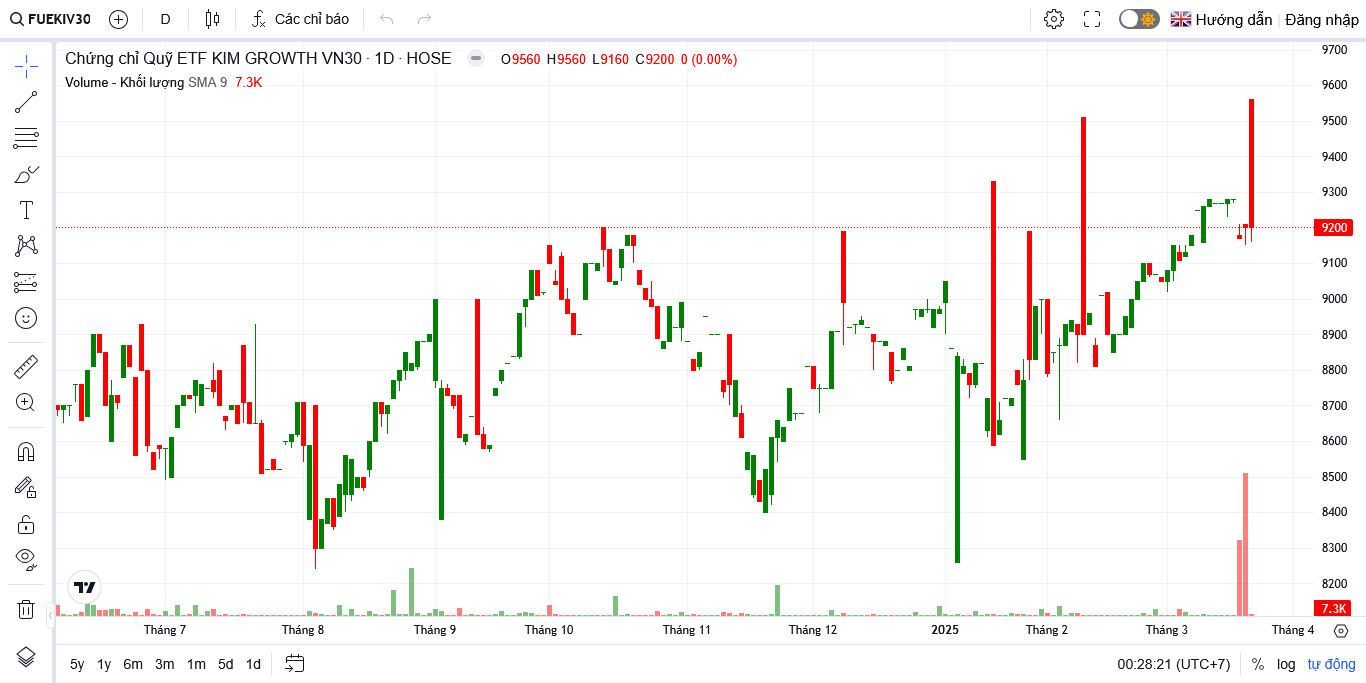 FUEKIV30 D Các chỉ báo Hướng dẫn Đăng nhập
Chứng chỉ Quỹ ETF KIM GROWTH VN30 · 1D · HOSE O9560 H9560 L9160 C9200 0 (0.00%)
Volume - Khối lượng SMA 9 7.3K
9700
9600
9500
9400
9300
9200
9100
9000
8900
8800
8700
8600
8500
8400
8300
8200
7.3K
Tháng 7 Tháng 8 Tháng 9 Tháng 10 Tháng 11 Tháng 12 2025 Tháng 2 Tháng 3 Tháng 4
5y 1y 6m 3m 1m 5d 1d 00:28:21 (UTC+7) % log tự động